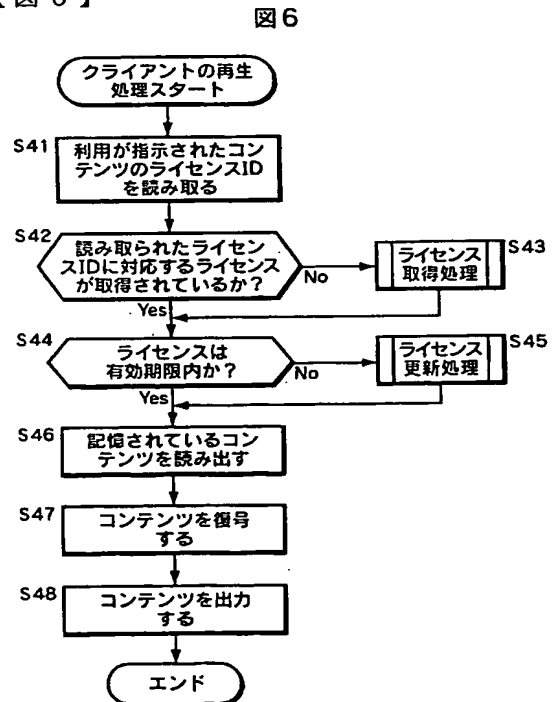 【図6】
図6
クライアントの再生
処理スタート
S41
利用が指示されたコン
テンツのライセンスID
を読み取る
S42
読み取られたライセン
スIDに対応するライセンス
が取得されているか？
No
ライセンス
取得処理
S43
Yes
S44
ライセンスは
有効期限内か？
No
ライセンス
更新処理
S45
Yes
S46
記憶されているコン
テンツを読み出す
S47
コンテンツを復号
する
S48
コンテンツを出力
する
エンド